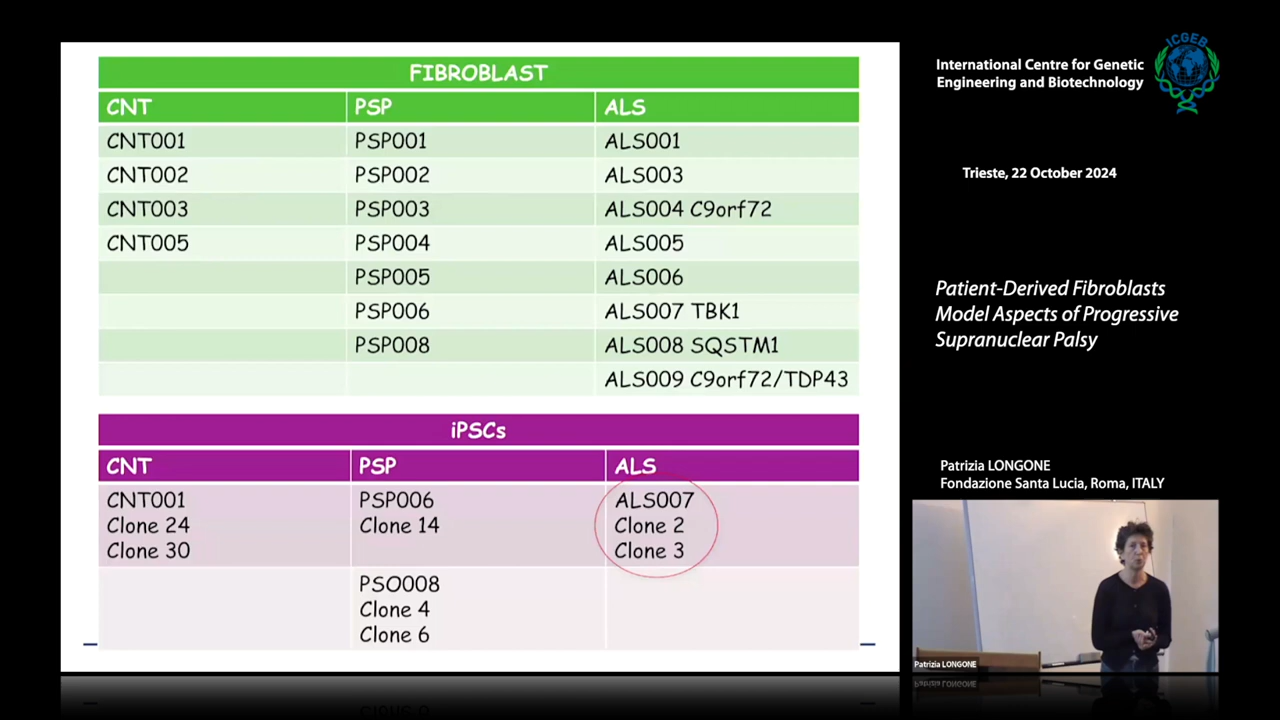 FIBROBLAST
CNT PSP ALS
CNT001 PSP001 ALS001
CNT002 PSP002 ALS003
CNT003 PSP003 ALS004 C9orf72
CNT005 PSP004 ALS005
PSP005 ALS006
PSP006 ALS007 TBK1
PSP008 ALS008 SQSTM1
ALS009 C9orf72/TDP43
iPSCs
CNT PSP ALS
CNT001 PSP006 ALS007
Clone 24 Clone 14 Clone 2
Clone 30 Clone 3
PSO008
Clone 4
Clone 6
International Centre for Genetic
Engineering and Biotechnology
ICGEB
Trieste, 22 October 2024
Patient-Derived Fibroblasts
Model Aspects of Progressive
Supranuclear Palsy
Patrizia LONGONE
Fondazione Santa Lucia, Roma, ITALY
Patrizia LONGONE